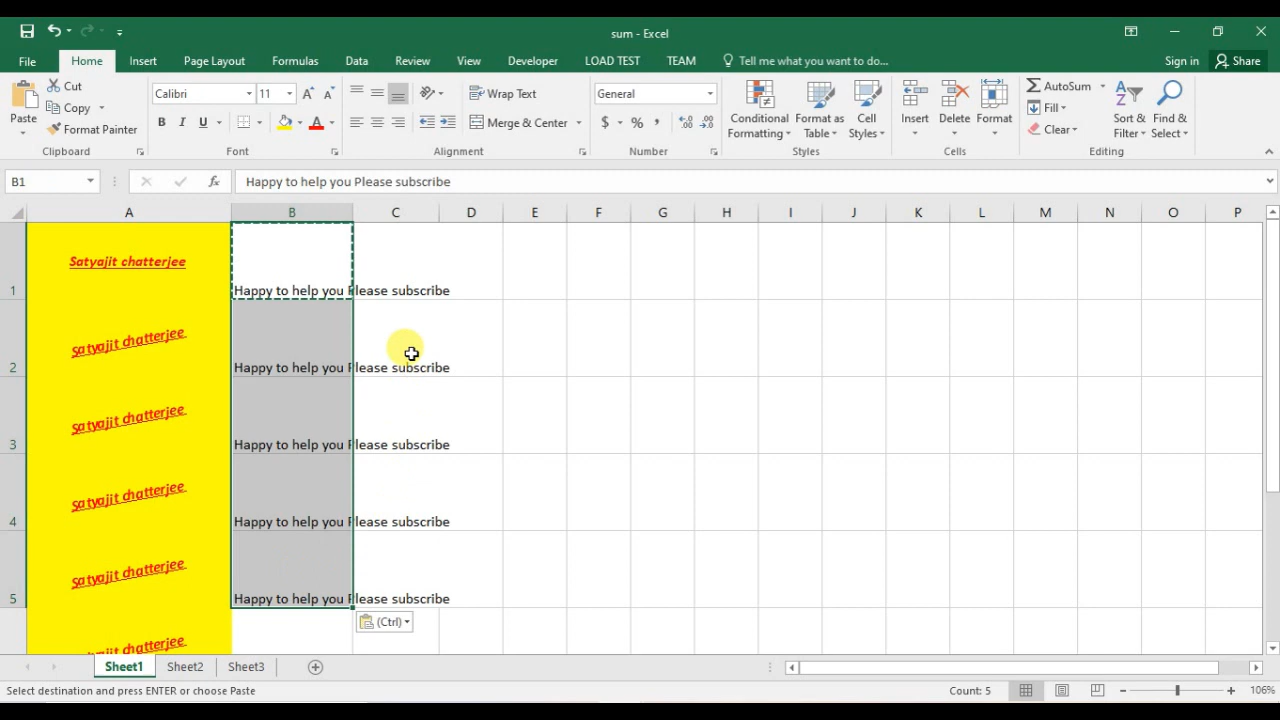 sum - Excel
File Home Insert Page Layout Formulas Data Review View Developer LOAD TEST TEAM Tell me what you want to do... Sign in Share
Paste
Cut
Copy
Format Painter
Clipboard
Calibri 11
B I U
Font
Wrap Text
Merge & Center
Alignment
General
$ % ,
Number
Conditional Formatting
Format as Table
Cell Styles
Styles
Insert Delete Format
Cells
AutoSum
Fill
Clear
Sort & Filter
Find & Select
Editing
B1 fx Happy to help you Please subscribe
A B C D E F G H I J K L M N O P
Satyajit chatterjee
1 Happy to help you Please subscribe
Satyajit chatterjee
2 Happy to help you Please subscribe
Satyajit chatterjee
3 Happy to help you Please subscribe
Satyajit chatterjee
4 Happy to help you Please subscribe
Satyajit chatterjee
5 Happy to help you Please subscribe
(Ctrl)
Satyajit chatterjee
Sheet1 Sheet2 Sheet3
Select destination and press ENTER or choose Paste Count: 5 106%